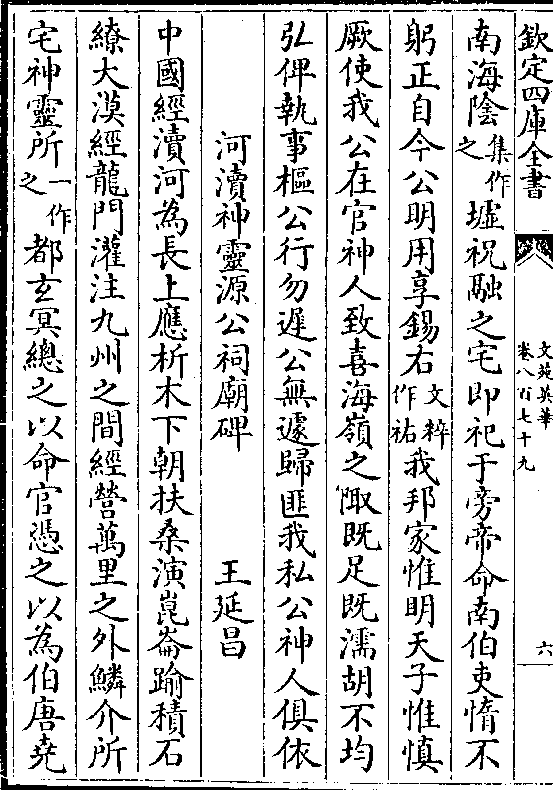 欽定四庫全書
文苑英華
卷八百七十九
六
南海陰集作之墟祝融之宅即祀于旁帝命南伯吏惰不
躬正自今公明用享錫右文粹作祐我邦家惟明天子惟慎
厥使我公在官神人致喜海嶺之陬既足既濡胡不均
弘俾執事樞公行勿遲公無遽歸匪我私公神人俱依
河瀆神靈源公祠廟碑　王延昌
中國經瀆河為長上應析木下朝扶桑演崑崙踰積石
繚大漠經龍門灌注九州之間經營萬里之外鱗介所
宅神靈所一作之都玄冥總之以命官憑之以為伯唐堯